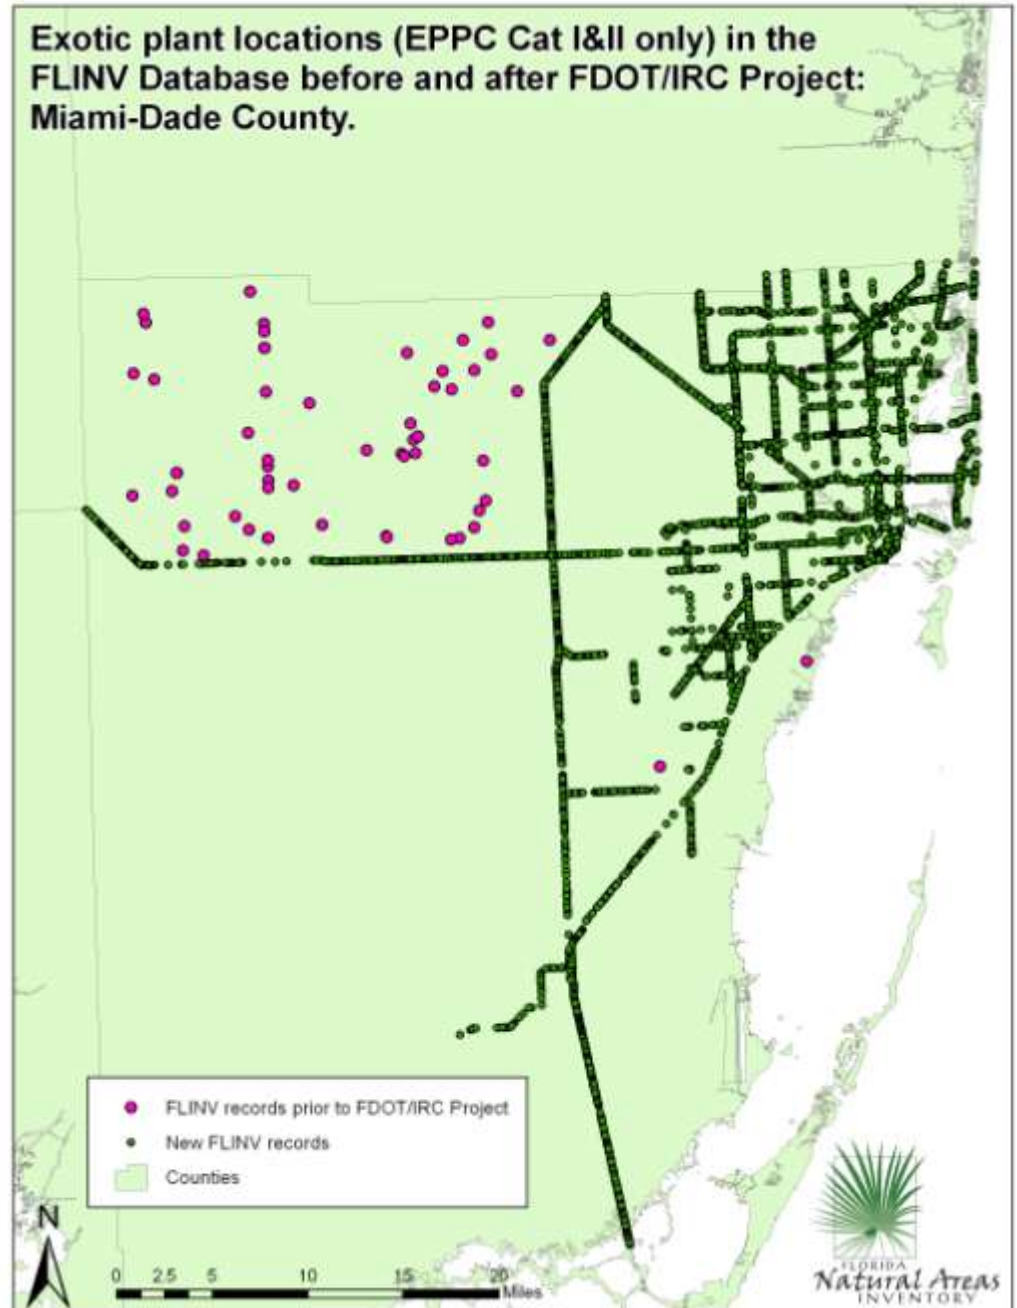 Exotic plant locations (EPPC Cat I&II only) in the
FLINV Database before and after FDOT/IRC Project:
Miami-Dade County.
FLINV records prior to FDOT/IRC Project
New FLINV records
Counties
N
0 2.5 5 10 15 20
Miles
FLORIDA
Natural Areas
INVENTORY